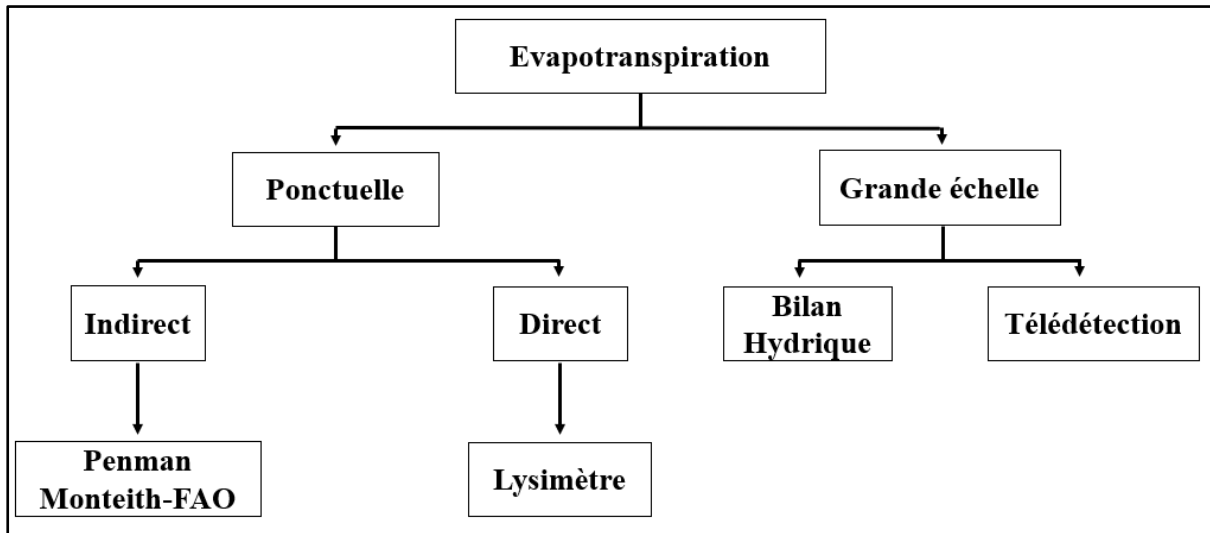 Evapotranspiration
Ponctuelle
Grande échelle
Indirect
Direct
Bilan
Hydrique
Télédétection
Penman
Monteith-FAO
Lysimètre